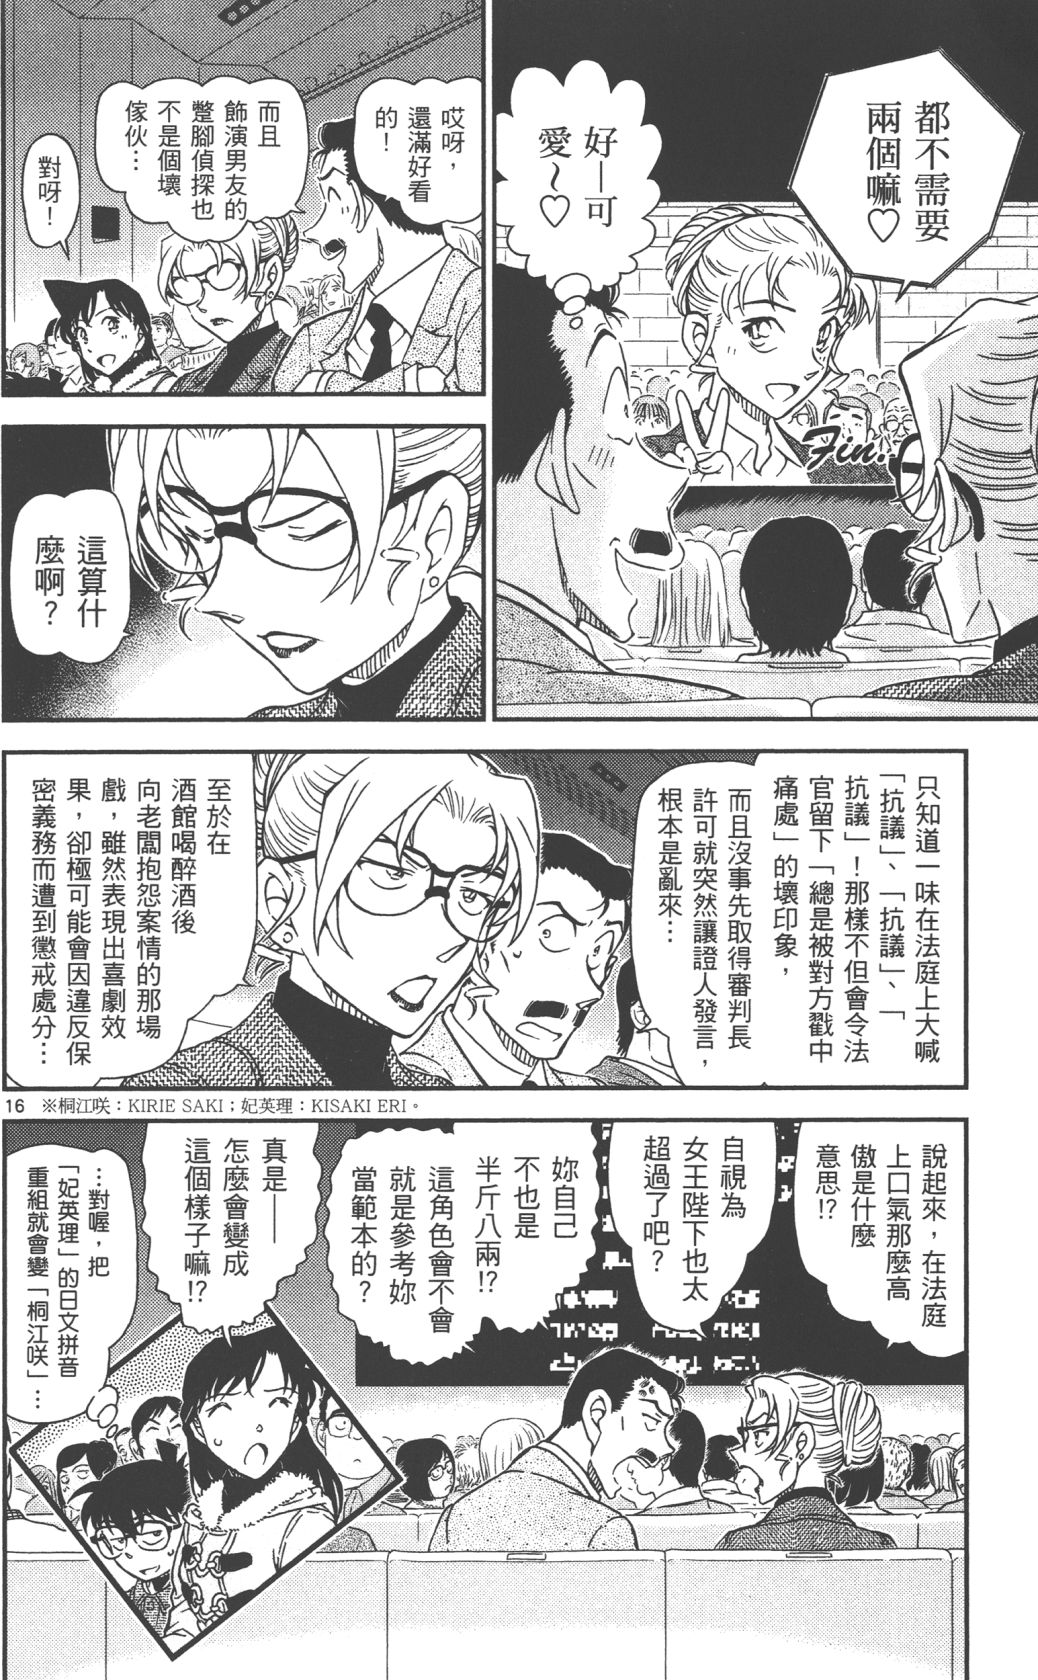 都不需要
兩個嘛♡
好—可
愛～♡
Fin.
哎呀，
還滿好看
的！
而且
飾演男友的
蹩腳偵探也
不是個壞
傢伙…
對呀！
這算什
麼啊？
只知道一味在法庭上大喊
「抗議」、「抗議」、「
抗議」！那樣不但會令法
官留下「總是被對方戳中
痛處」的壞印象，
而且沒事先取得審判長
許可就突然讓證人發言，
根本是亂來…
至於在
酒館喝醉酒後
向老闆抱怨案情的那場
戲，雖然表現出喜劇效
果，卻極可能會因違反保
密義務而遭到懲戒處分…
16 ※桐江咲：KIRIE SAKI；妃英理：KISAKI ERI。
說起來，在法庭
上口氣那麼高
傲是什麼
意思!?
自視為
女王陛下也太
超過了吧？
妳自己
不也是
半斤八兩!?
這角色會不會
就是參考妳
當範本的？
真是——
怎麼會變成
這個樣子嘛!?
…對喔，把
「妃英理」的日文拼音
重組就會變「桐江咲」…